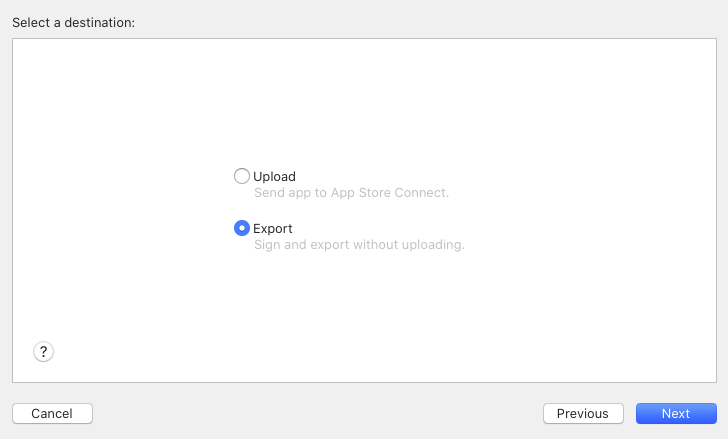 Select a destination:
Upload
Send app to App Store Connect.
Export
Sign and export without uploading.
?
Cancel
Previous
Next